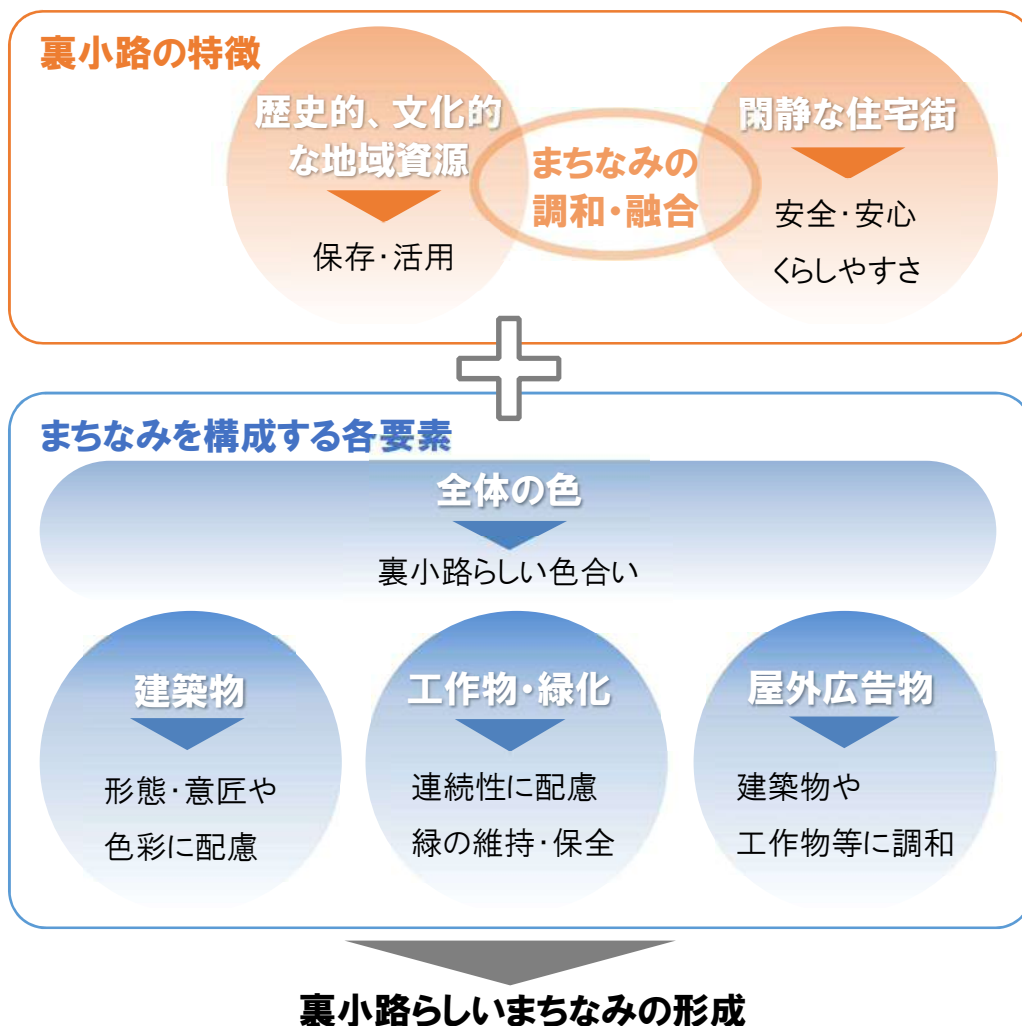 裏小路の特徴
歴史的、文化的
な地域資源
保存・活用
まちなみの
調和・融合
閑静な住宅街
安全・安心
くらしやすさ
まちなみを構成する各要素
全体の色
裏小路らしい色合い
建築物
形態・意匠や
色彩に配慮
工作物・緑化
連続性に配慮
緑の維持・保全
屋外広告物
建築物や
工作物等に調和
裏小路らしいまちなみの形成